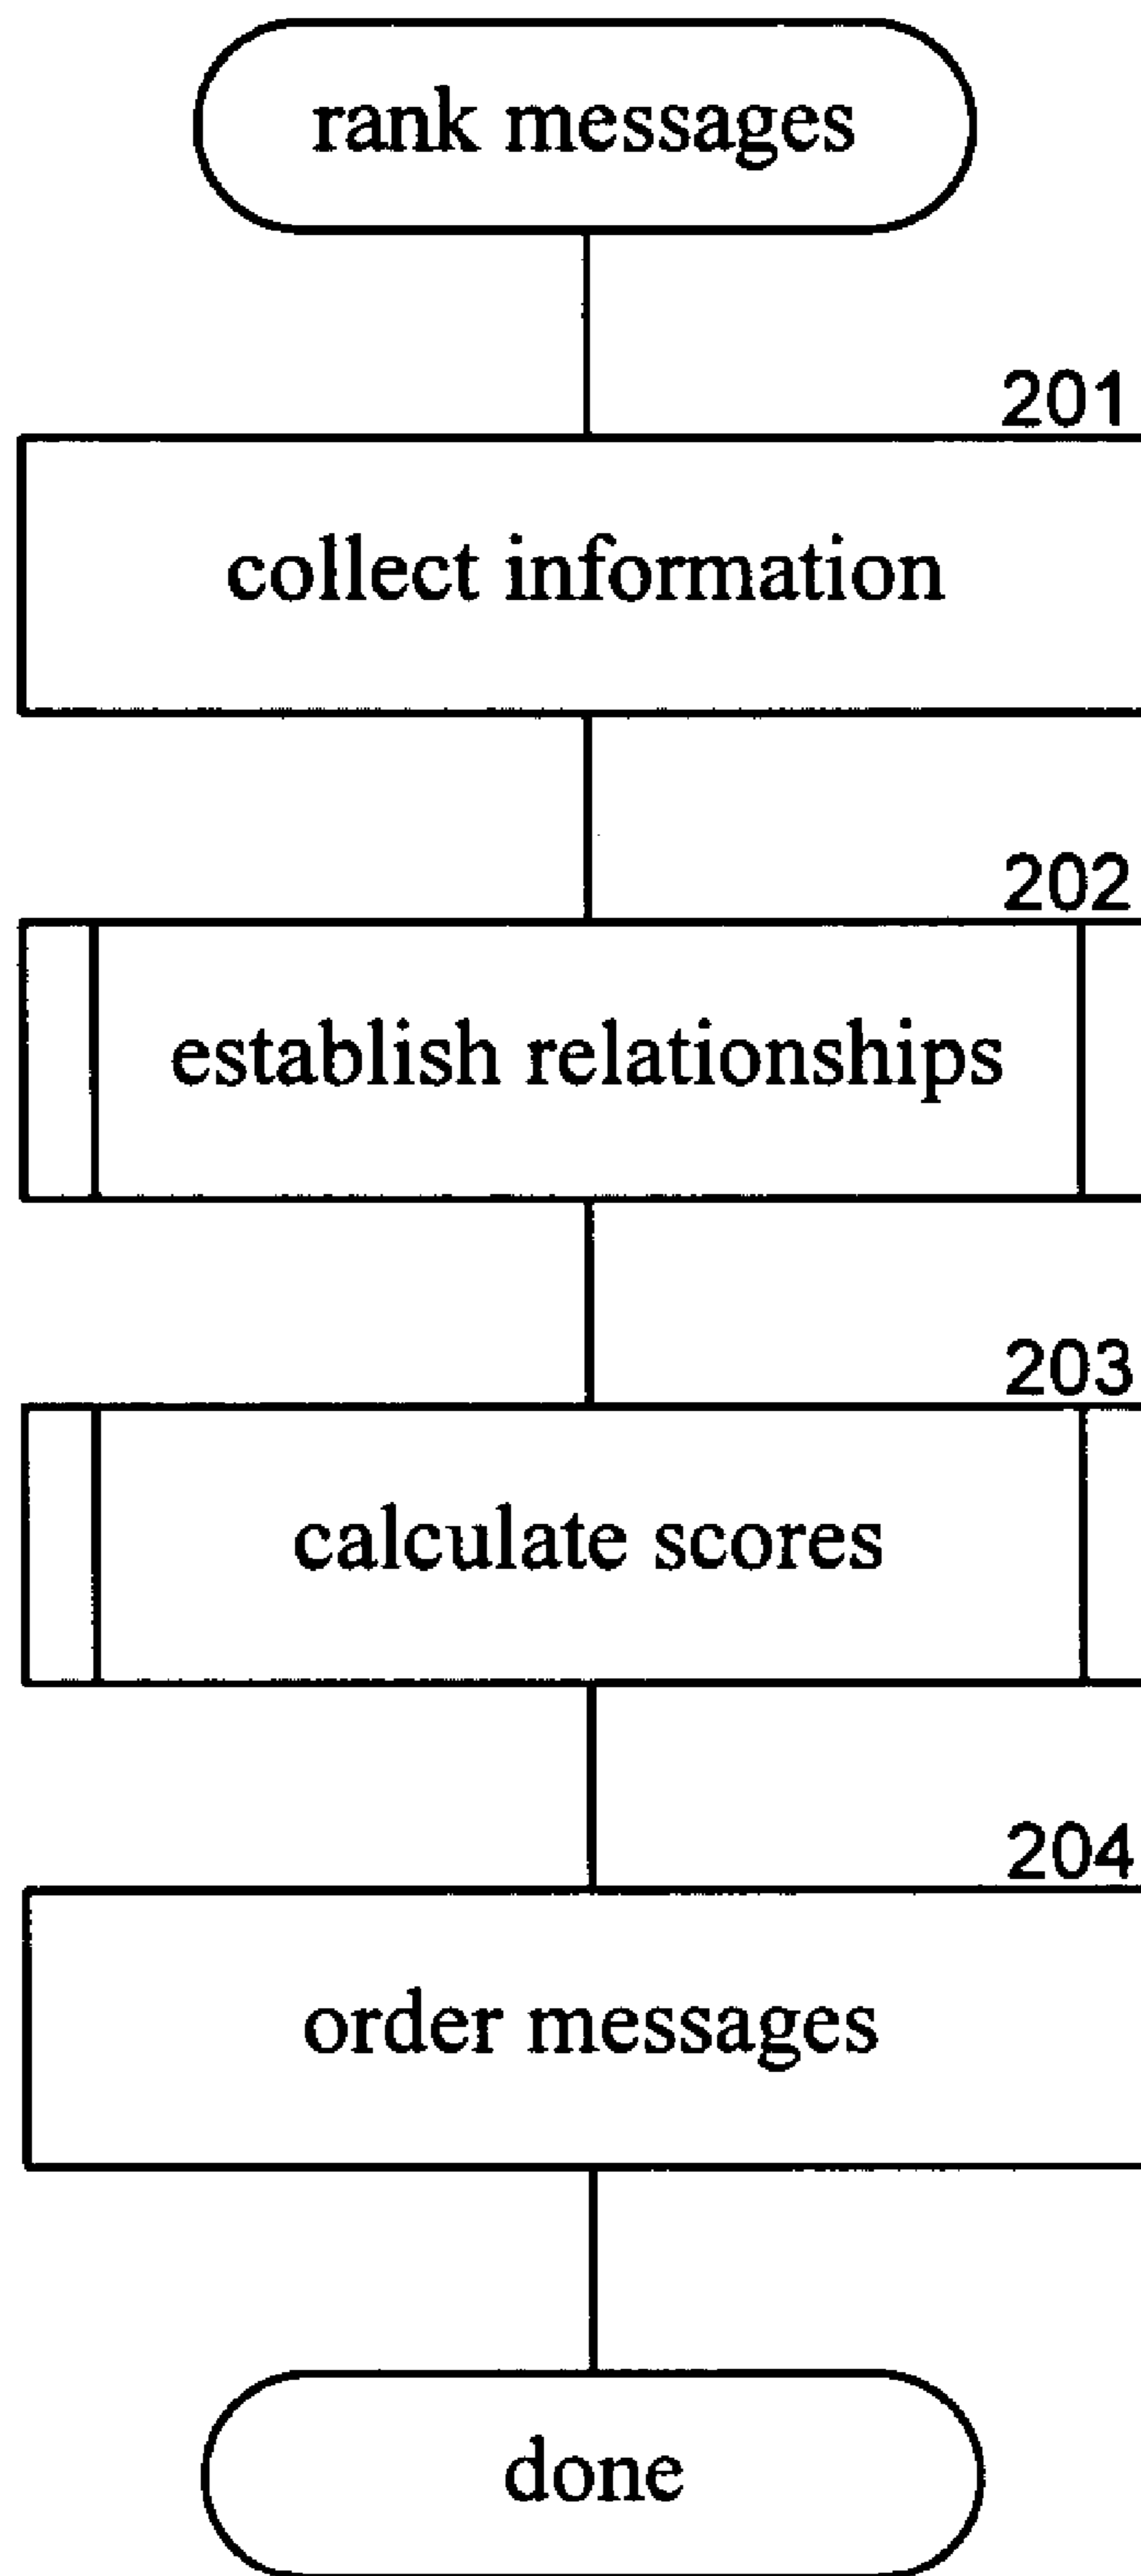 rank messages
201
collect information
202
establish relationships
203
calculate scores
204
order messages
done